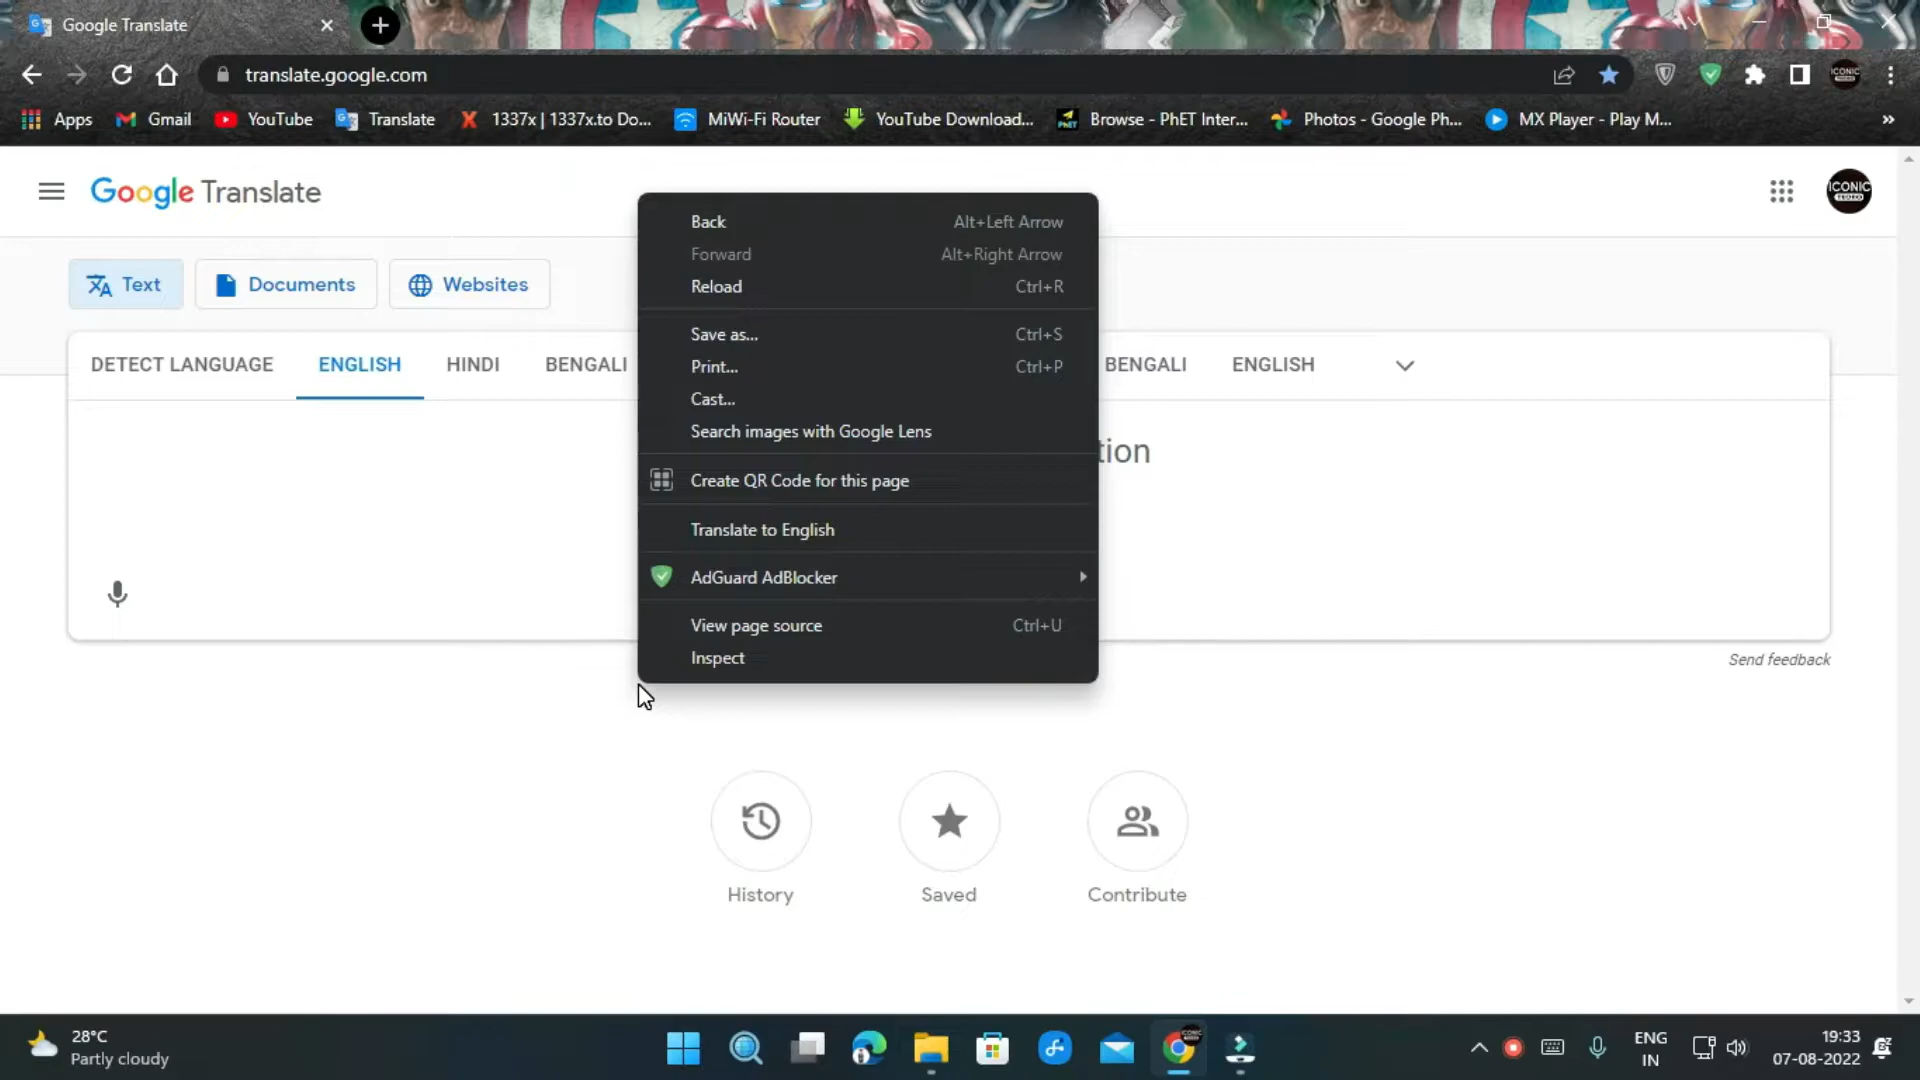 Google Translate
translate.google.com
Apps
Gmail
YouTube
Translate
1337x | 1337x.to Do...
MiWi-Fi Router
YouTube Download...
Browse - PhET Inter...
Photos - Google Ph...
MX Player - Play M...
»
Google Translate
ICONIC
Text
Documents
Websites
DETECT LANGUAGE
ENGLISH
HINDI
BENGALI
BENGALI
ENGLISH
tion
Back Alt+Left Arrow
Forward Alt+Right Arrow
Reload Ctrl+R
Save as... Ctrl+S
Print... Ctrl+P
Cast...
Search images with Google Lens
Create QR Code for this page
Translate to English
AdGuard AdBlocker
View page source Ctrl+U
Inspect
Send feedback
History
Saved
Contribute
28°C
Partly cloudy
ENG
IN
19:33
07-08-2022